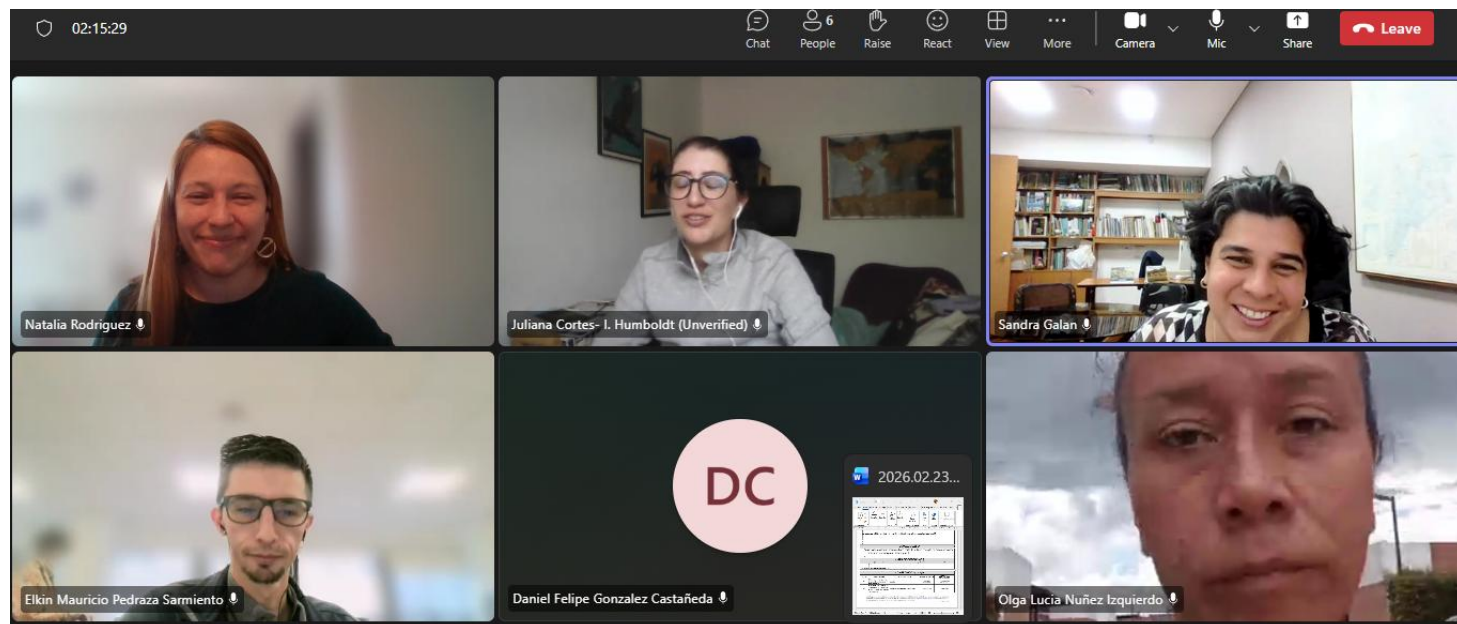 02:15:29
Chat
6
People
Raise
React
View
More
Camera
Mic
Share
Leave
Natalia Rodriguez
Juliana Cortes- I. Humboldt (Unverified)
Sandra Galan
Elkin Mauricio Pedraza Sarmiento
DC
Daniel Felipe Gonzalez Castañeda
W 2026.02.23...
Olga Lucia Nuñez Izquierdo